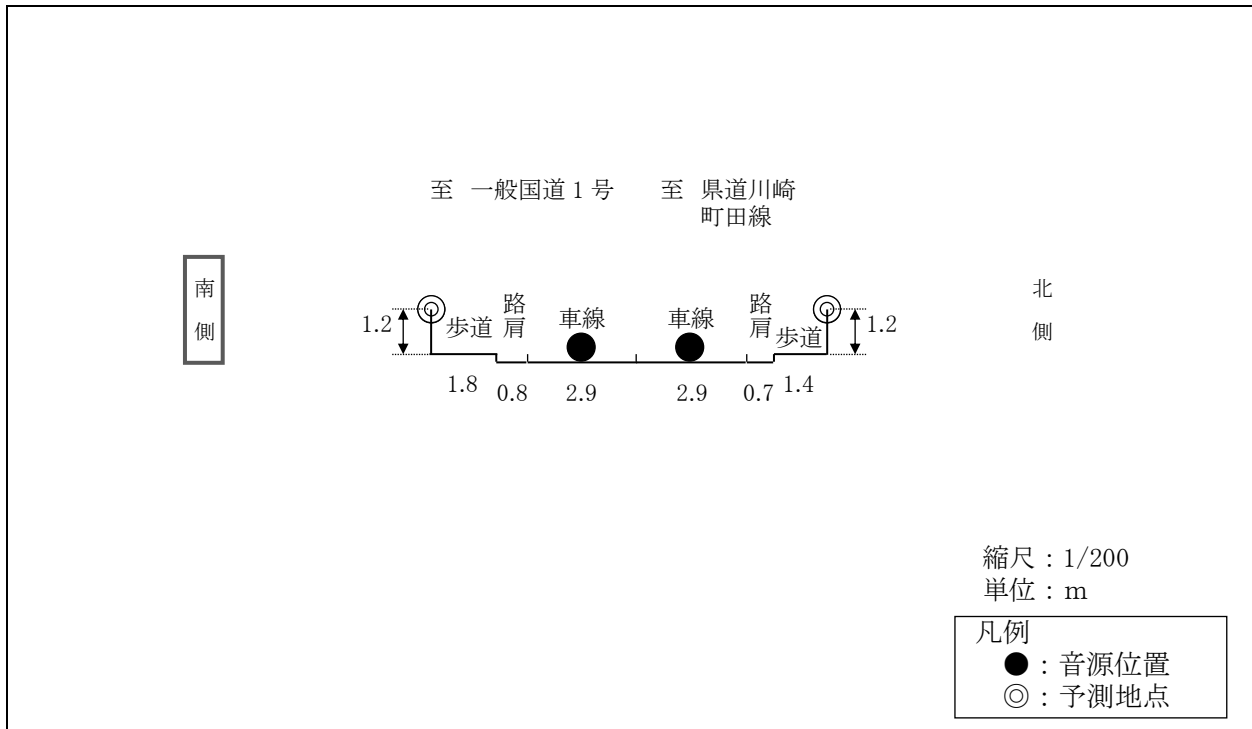 至 一般国道1号
至 県道川崎
町田線
南側
北側
1.2
歩道
路肩
車線
車線
路肩
歩道
1.2
1.8
0.8
2.9
2.9
0.7
1.4
縮尺：1/200
単位：m
凡例
●：音源位置
◎：予測地点